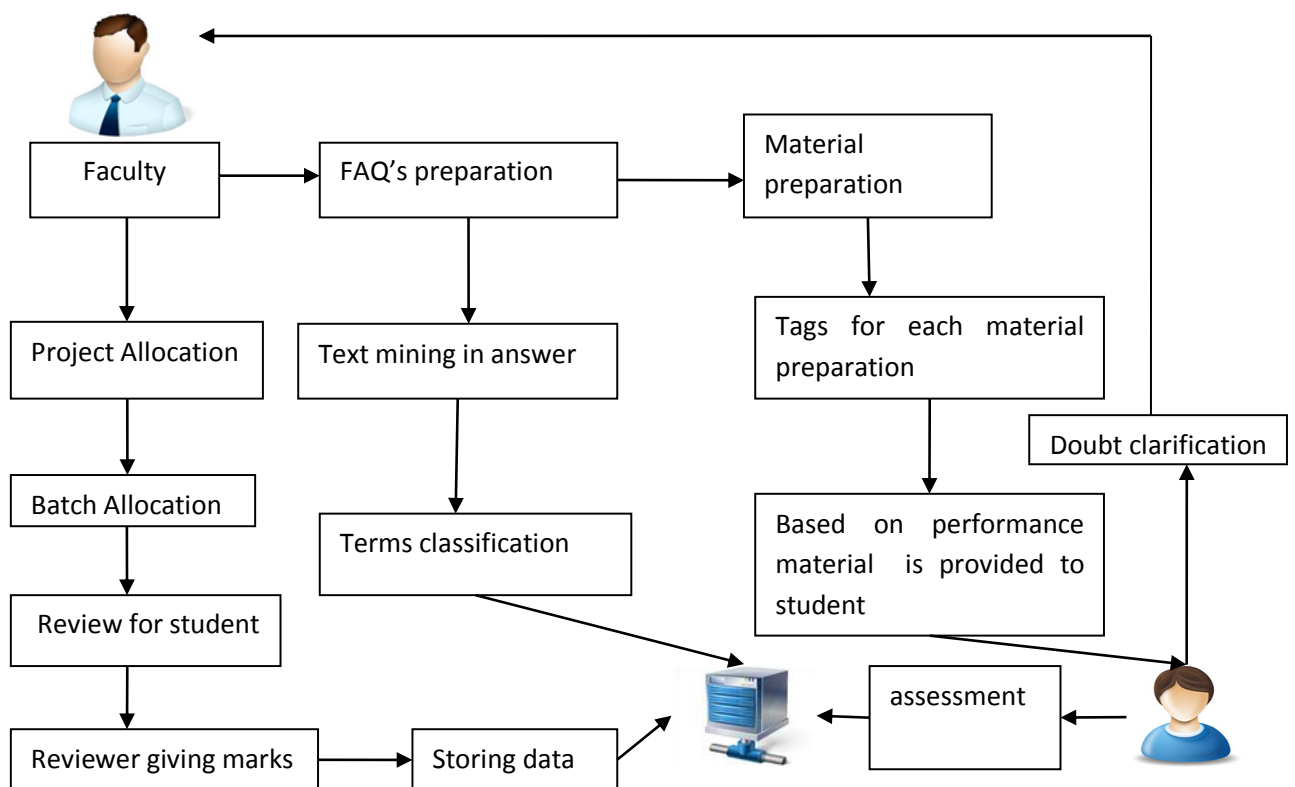 Faculty
FAQ’s preparation
Material
preparation
Project Allocation
Text mining in answer
Tags for each material
preparation
Doubt clarification
Batch Allocation
Terms classification
Based on performance
material is provided to
student
Review for student
assessment
Reviewer giving marks
Storing data